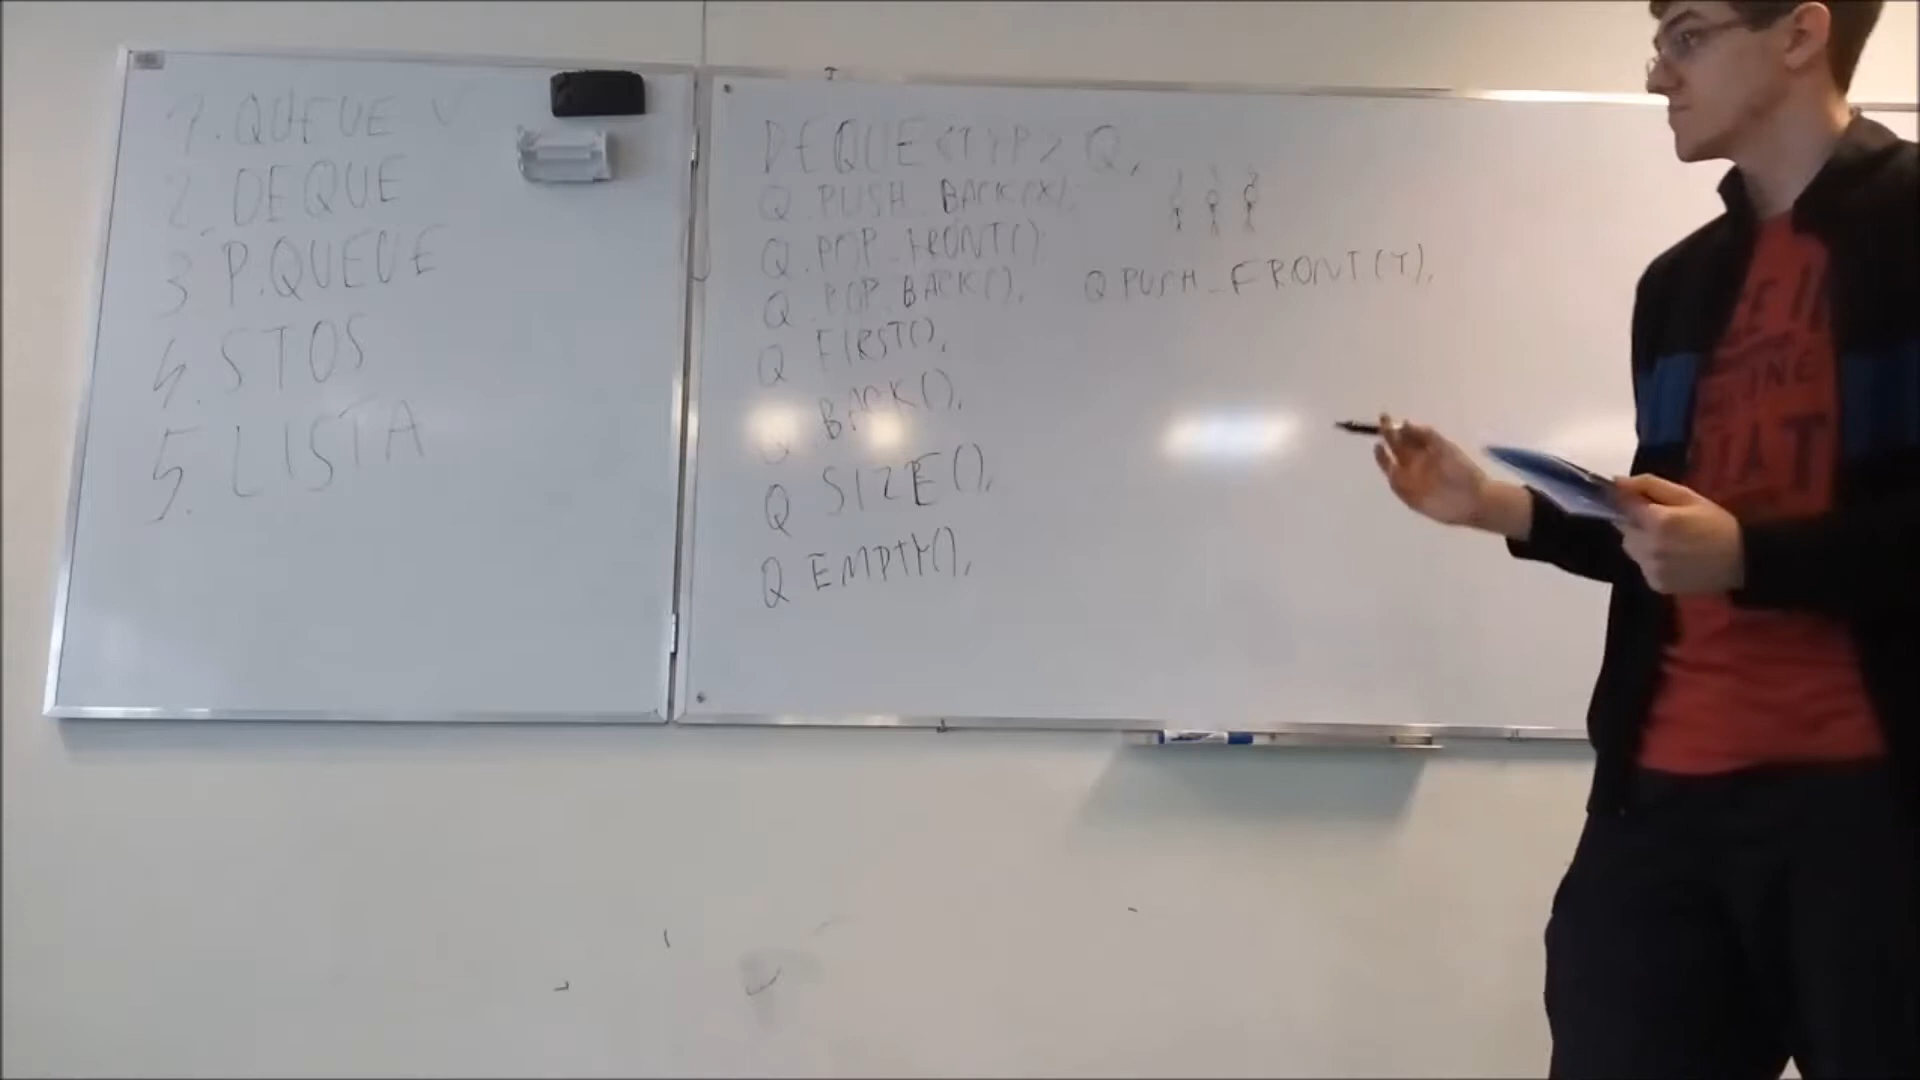 1. QUEUE V
2. DEQUE
3 P.QUEUE
4. STOS
5. LISTA
DEQUE<TYP> Q;
Q. PUSH_BACK(X);
Q. POP_FRONT();
Q. POP_BACK(); Q PUSH_FRONT(Y);
Q FIRST();
Q BACK();
Q SIZE();
Q EMPTY();